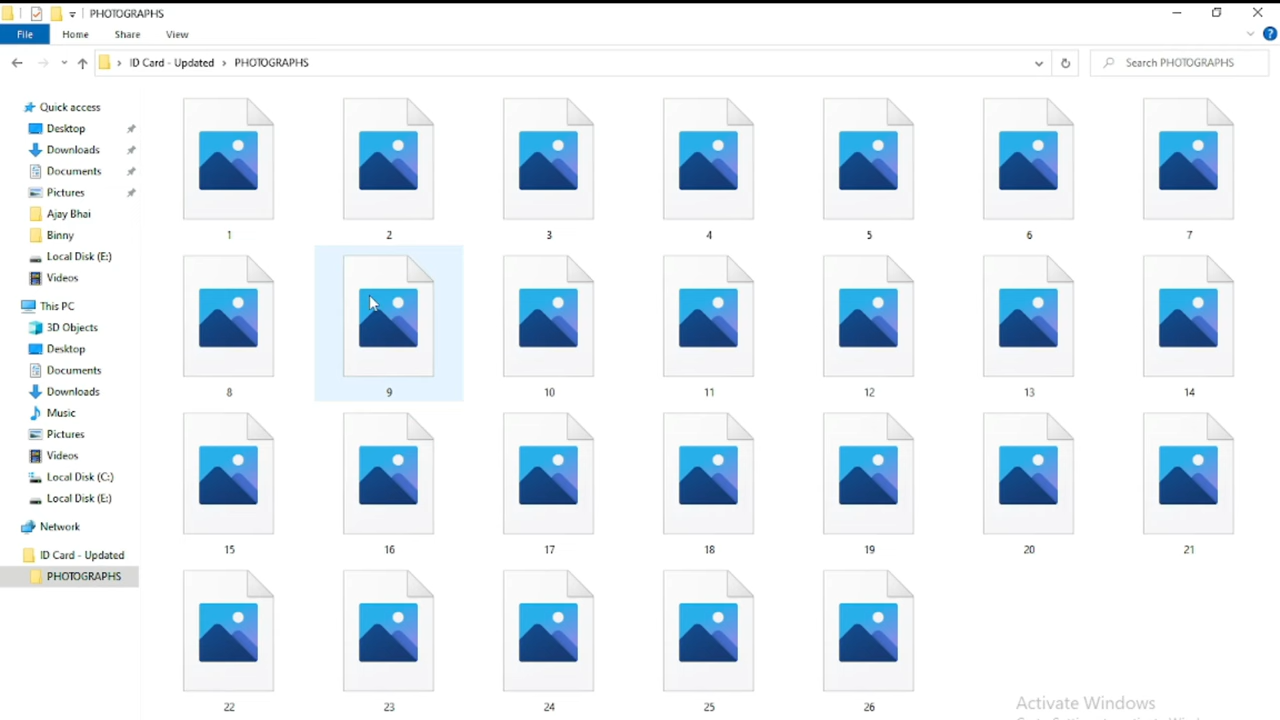 PHOTOGRAPHS
File Home Share View
ID Card - Updated PHOTOGRAPHS
Search PHOTOGRAPHS
Quick access
Desktop
Downloads
Documents
Pictures
Ajay Bhai
Binny
Local Disk (E:)
Videos
This PC
3D Objects
Desktop
Documents
Downloads
Music
Pictures
Videos
Local Disk (C:)
Local Disk (E:)
Network
ID Card - Updated
PHOTOGRAPHS
1 2 3 4 5 6 7
8 9 10 11 12 13 14
15 16 17 18 19 20 21
22 23 24 25 26
Activate Windows